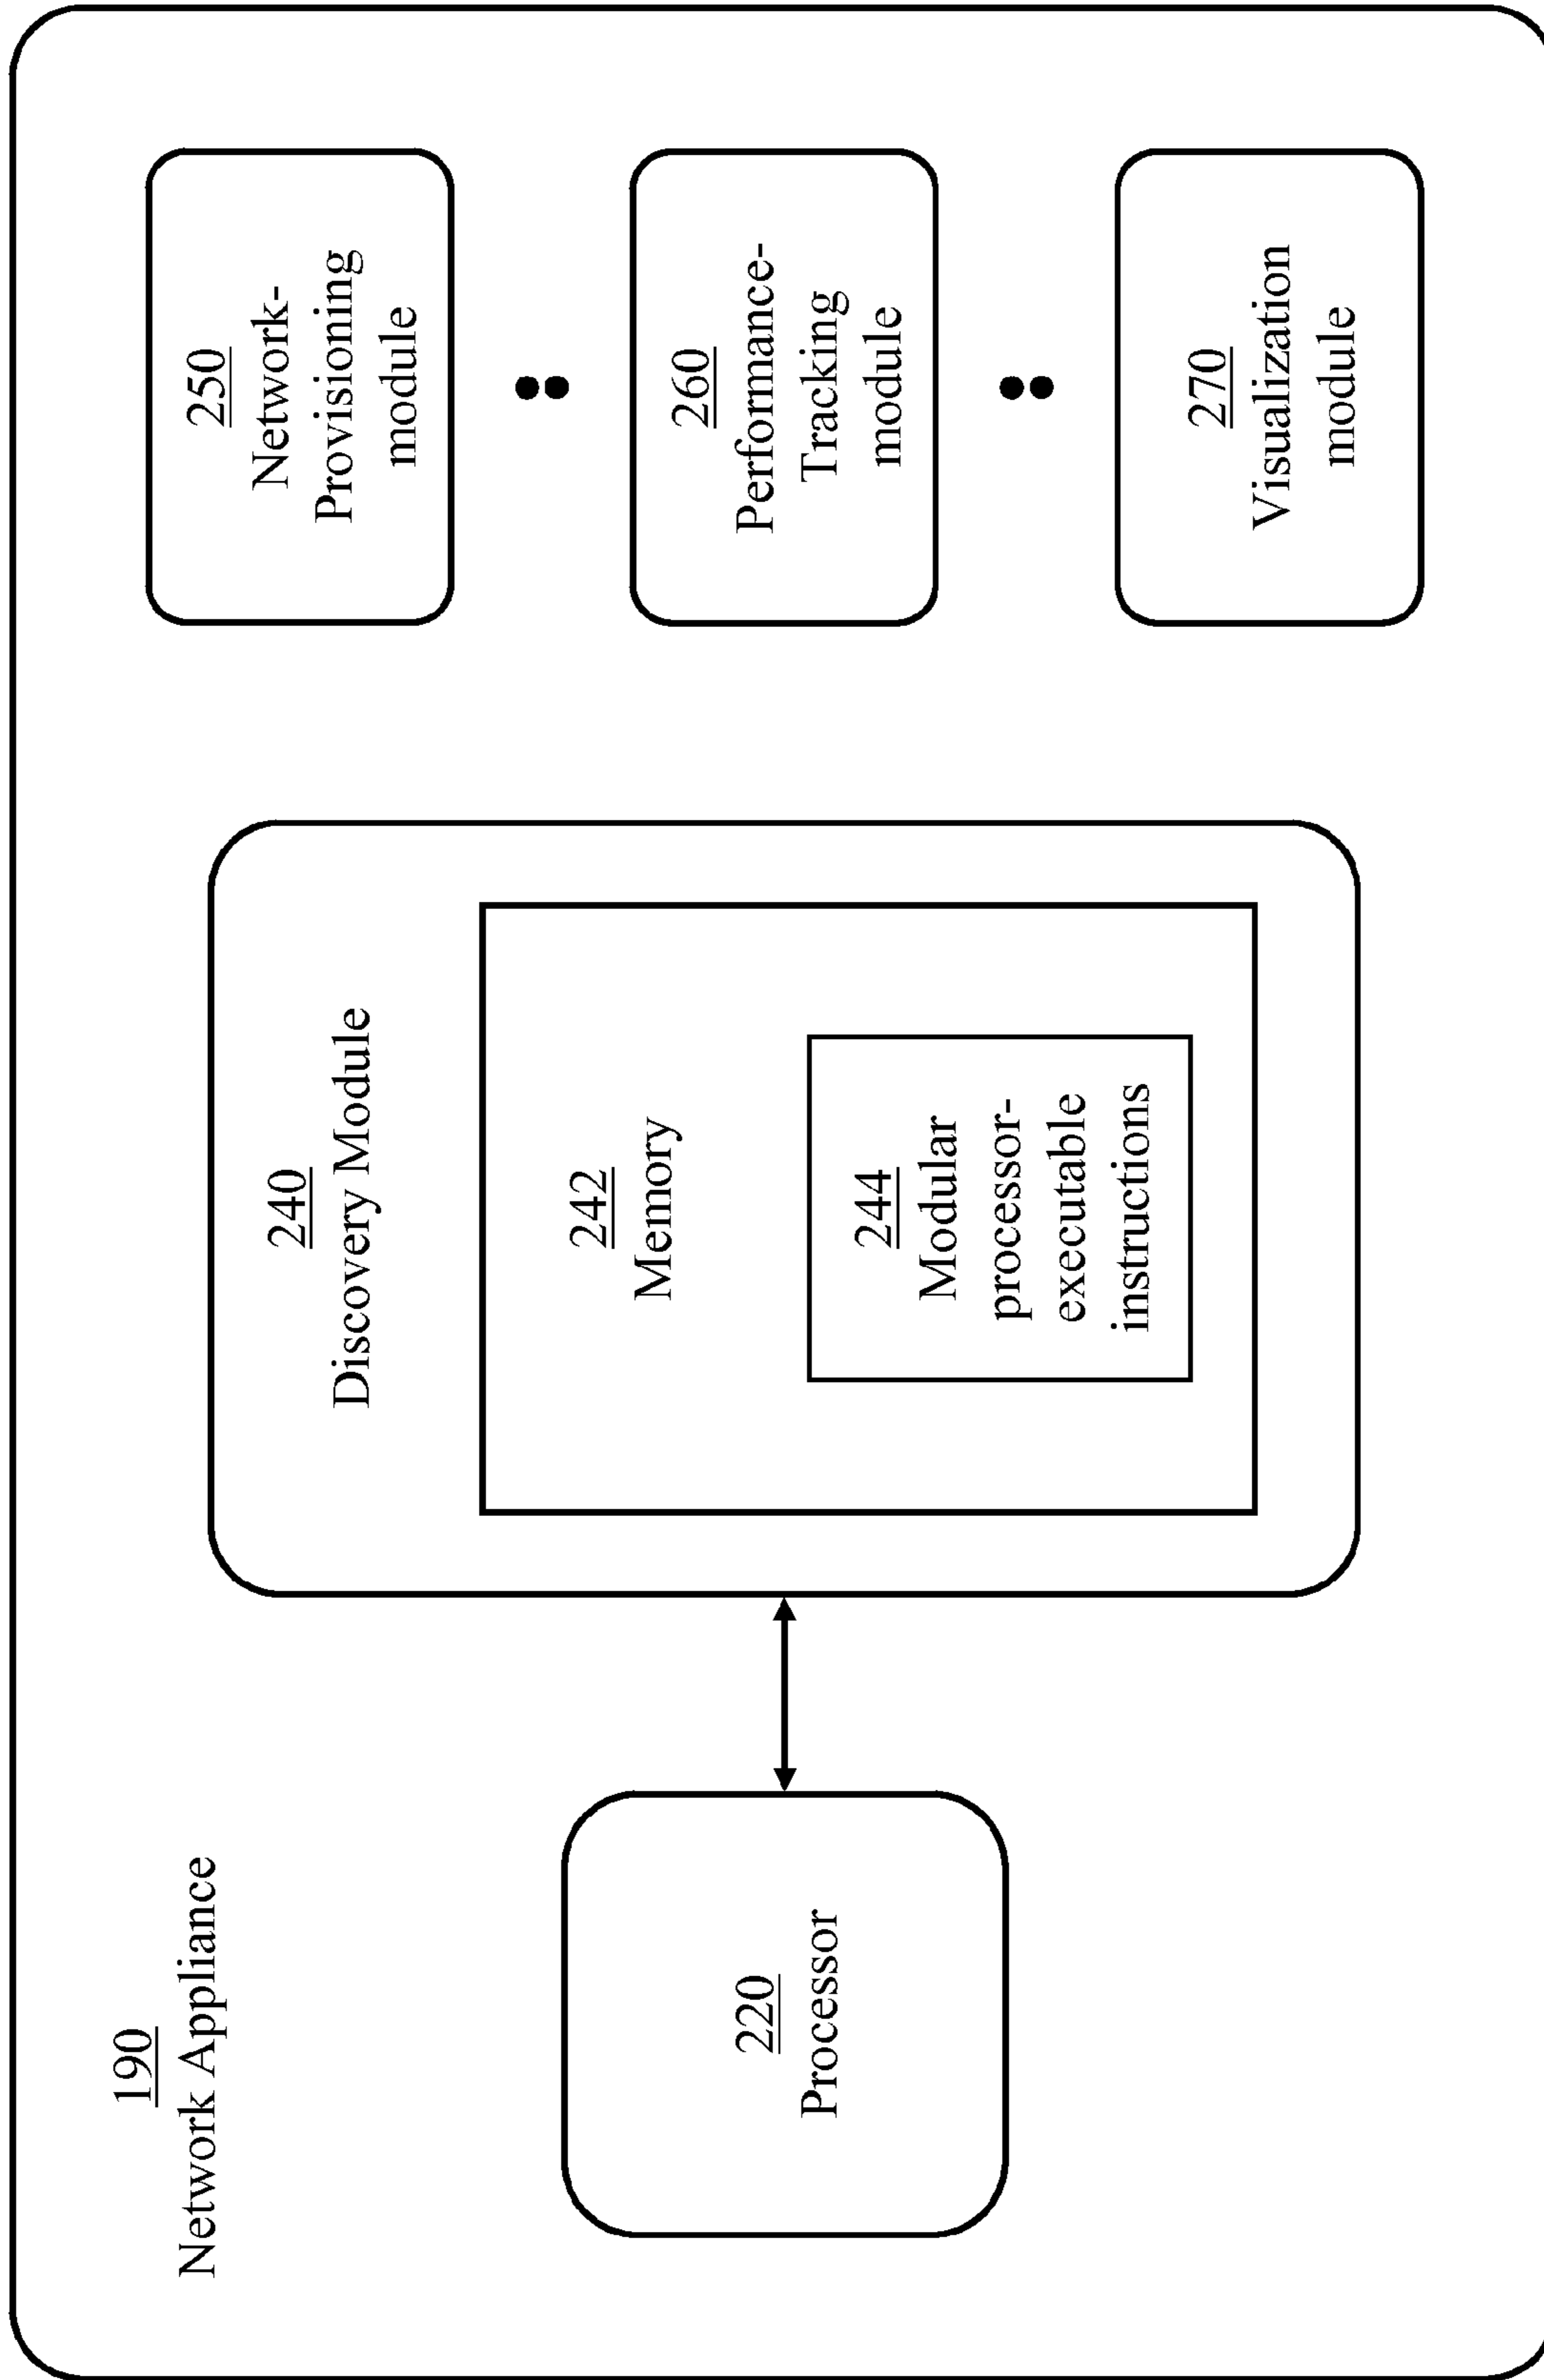 190
Network Appliance
220
Processor
240
Discovery Module
242
Memory
244
Modular
processor-
executable
instructions
250
Network-
Provisioning
module
260
Performance-
Tracking
module
270
Visualization
module